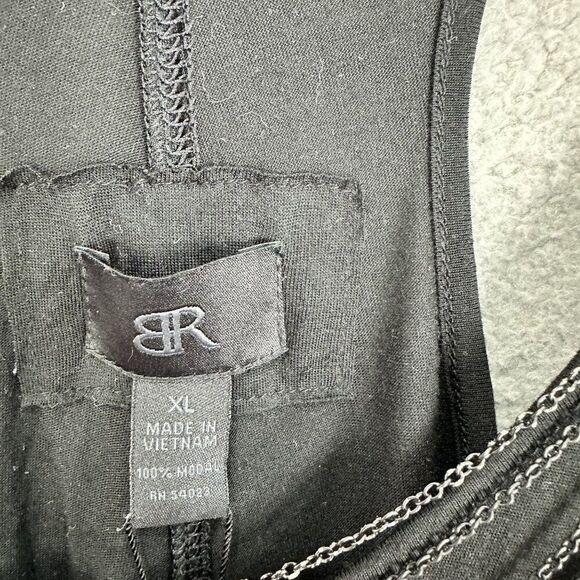 BR
XL
MADE IN
VIETNAM
100% MODAL
RN 54023